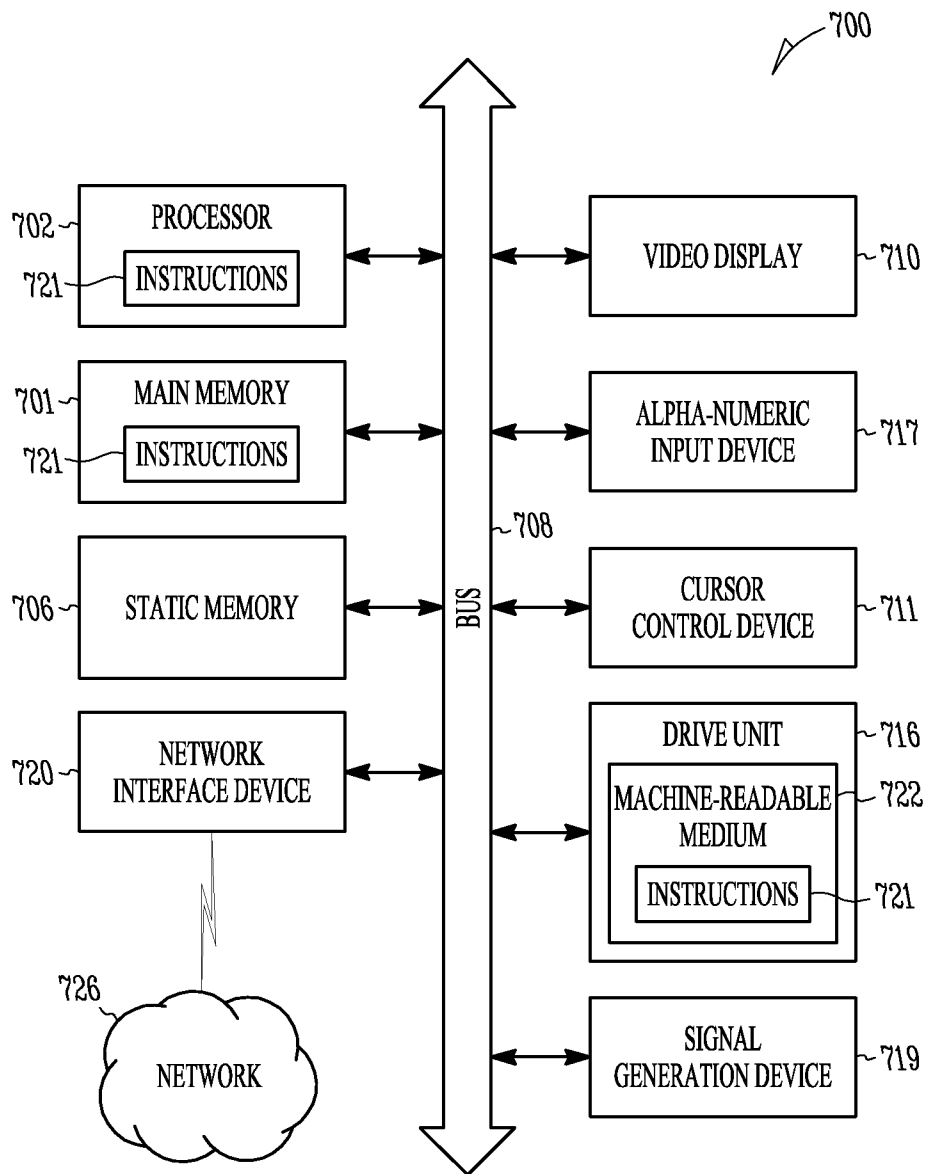 700
702
PROCESSOR
721
INSTRUCTIONS
701
MAIN MEMORY
721
INSTRUCTIONS
706
STATIC MEMORY
720
NETWORK
INTERFACE DEVICE
726
NETWORK
708
BUS
VIDEO DISPLAY
710
ALPHA-NUMERIC
INPUT DEVICE
717
CURSOR
CONTROL DEVICE
711
DRIVE UNIT
716
MACHINE-READABLE
MEDIUM
722
INSTRUCTIONS
721
SIGNAL
GENERATION DEVICE
719